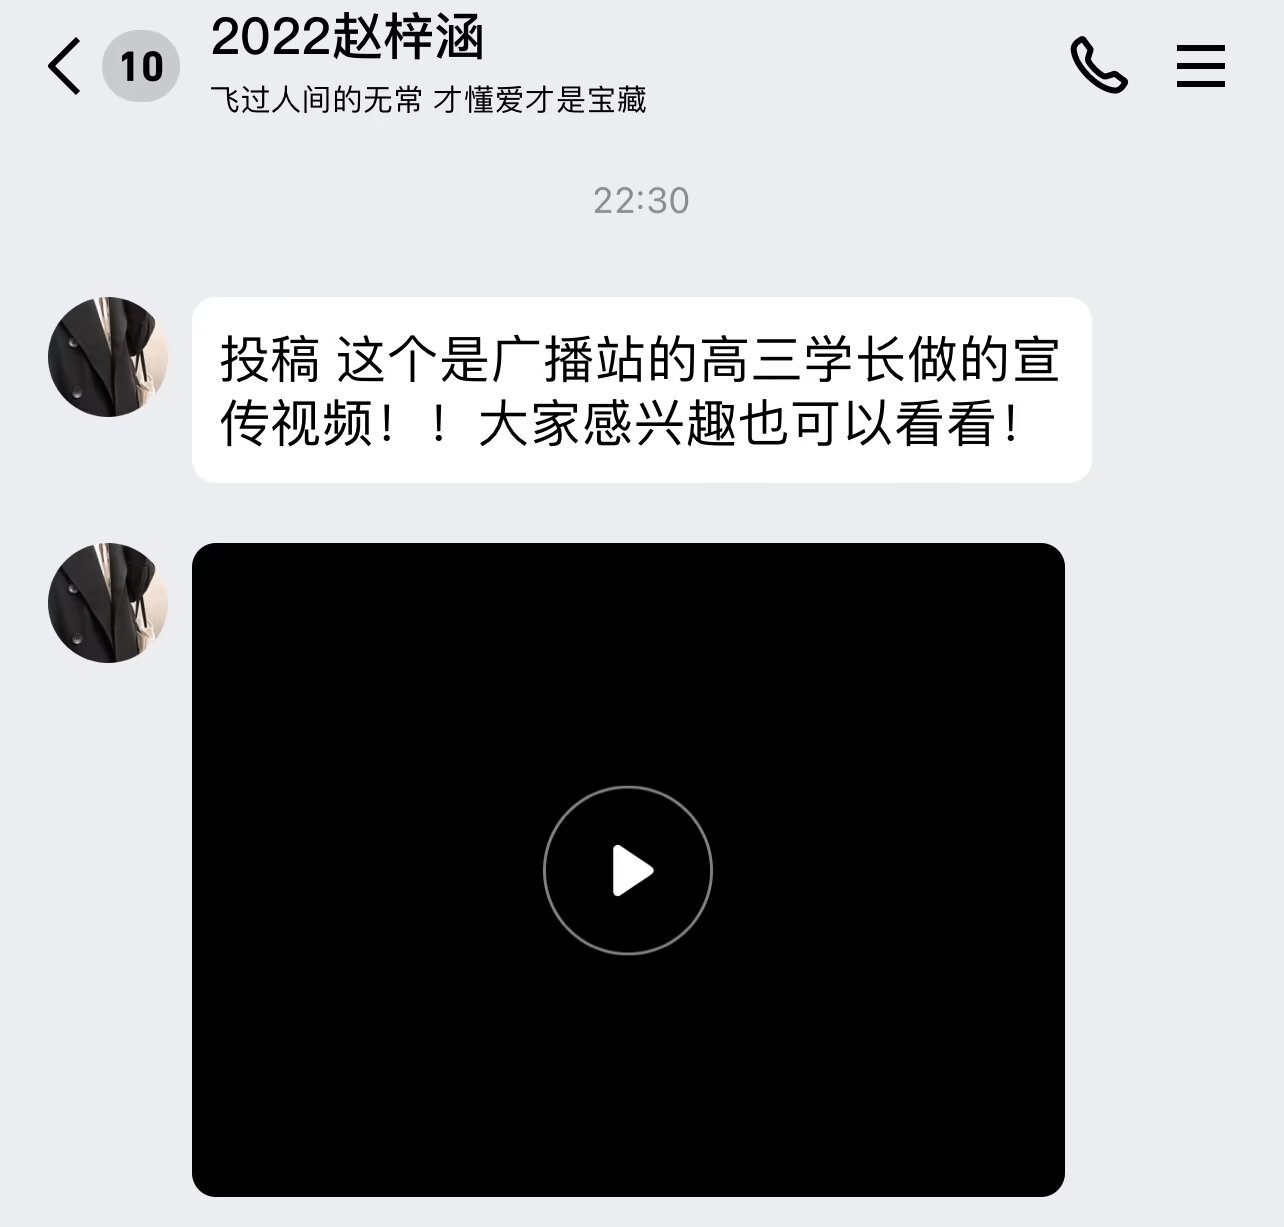 10
2022赵梓涵
飞过人间的无常 才懂爱才是宝藏
22:30
投稿 这个是广播站的高三学长做的宣
传视频！！大家感兴趣也可以看看！